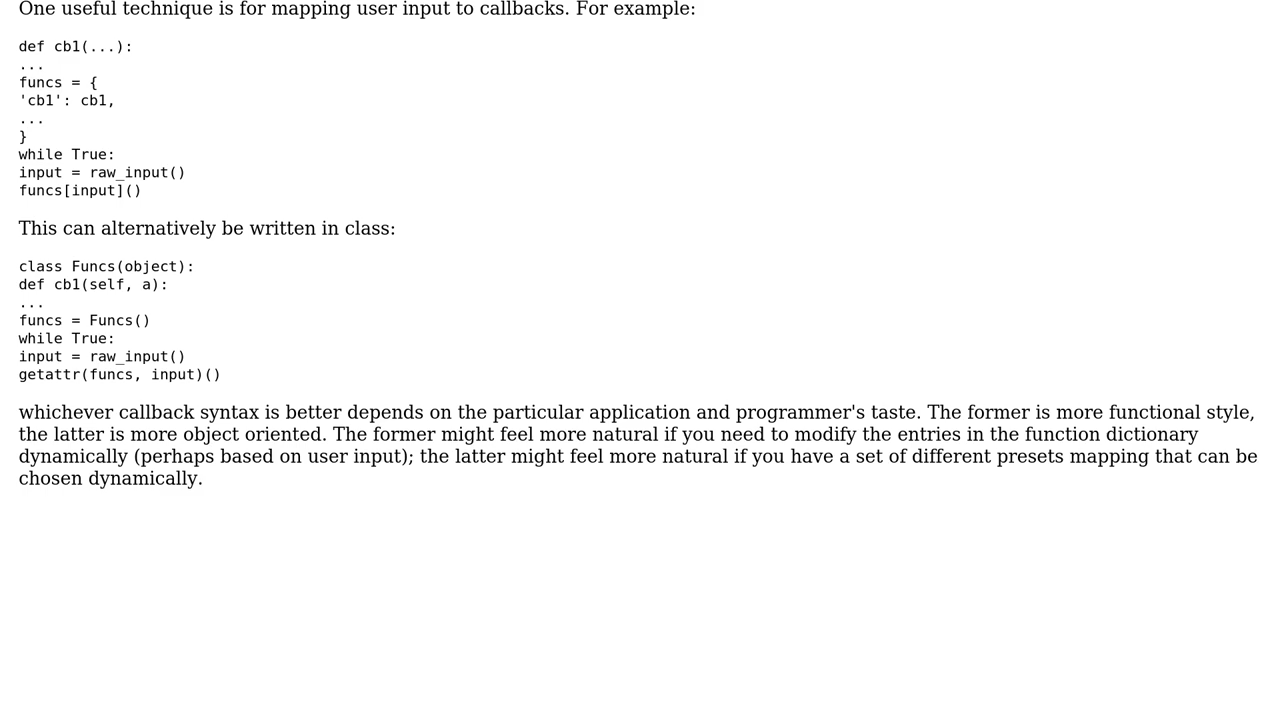 One useful technique is for mapping user input to callbacks. For example:
def cb1(...):
...
funcs = {
'cb1': cb1,
...
}
while True:
input = raw_input()
funcs[input]()
This can alternatively be written in class:
class Funcs(object):
def cb1(self, a):
...
funcs = Funcs()
while True:
input = raw_input()
getattr(funcs, input)()
whichever callback syntax is better depends on the particular application and programmer's taste. The former is more functional style,
the latter is more object oriented. The former might feel more natural if you need to modify the entries in the function dictionary
dynamically (perhaps based on user input); the latter might feel more natural if you have a set of different presets mapping that can be
chosen dynamically.